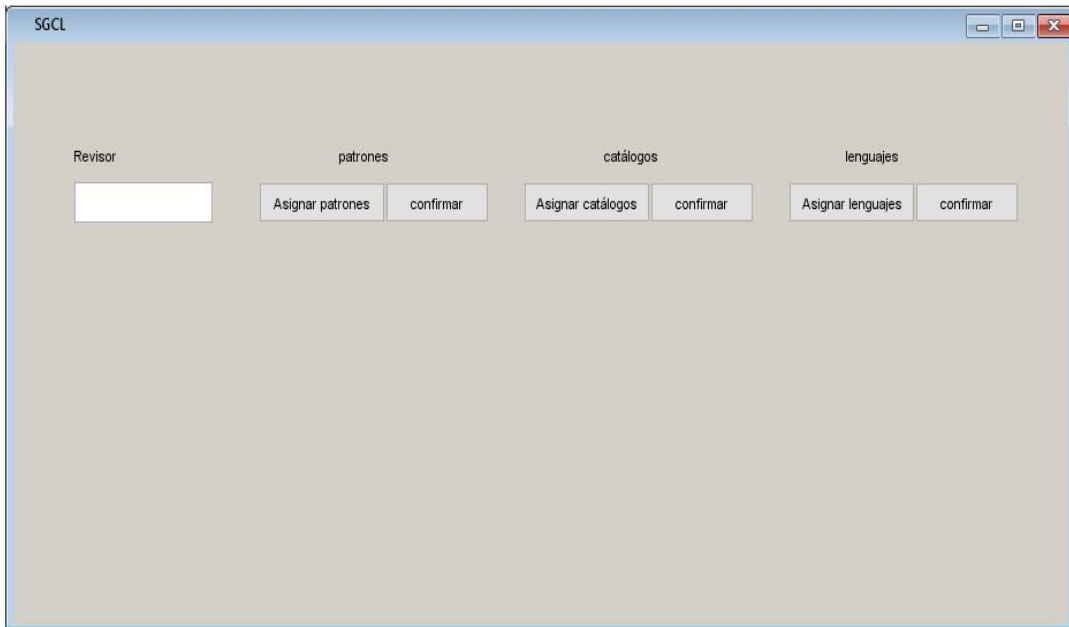 SGCL
Revisor patrones catálogos lenguajes
Asignar patrones confirmar Asignar catálogos confirmar Asignar lenguajes confirmar